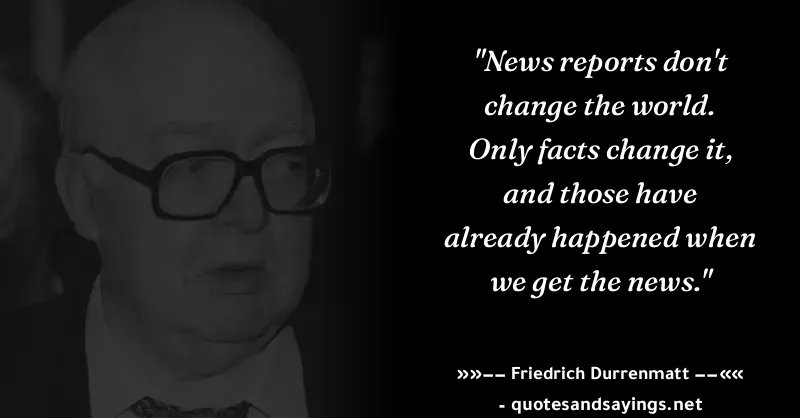 "News reports don't
change the world.
Only facts change it,
and those have
already happened when
we get the news."
»»–– Friedrich Durrenmatt ––««
- quotesandsayings.net